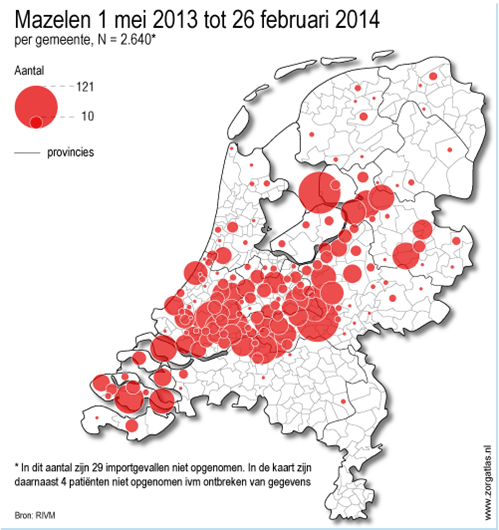 Mazelen 1 mei 2013 tot 26 februari 2014
per gemeente, N = 2.640*
Aantal
121
10
provincies
* In dit aantal zijn 29 importgevallen niet opgenomen. In de kaart zijn
daarnaast 4 patiënten niet opgenomen ivm ontbreken van gegevens
Bron: RIVM
© www.zorgatlas.nl